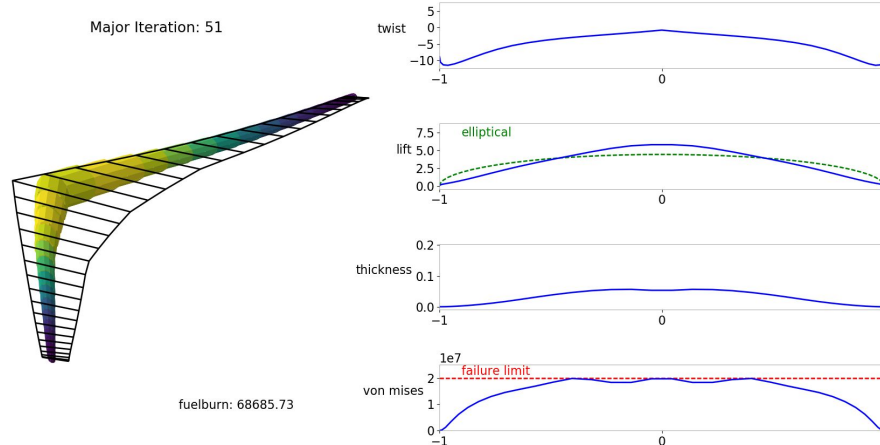 Major Iteration: 51
fuelburn: 68685.73
twist
5
0
−5
−10
−1
0
elliptical
lift
7.5
5.0
2.5
0.0
−1
0
thickness
0.2
0.1
0.0
−1
0
1e7
failure limit
von mises
2
1
0
−1
0